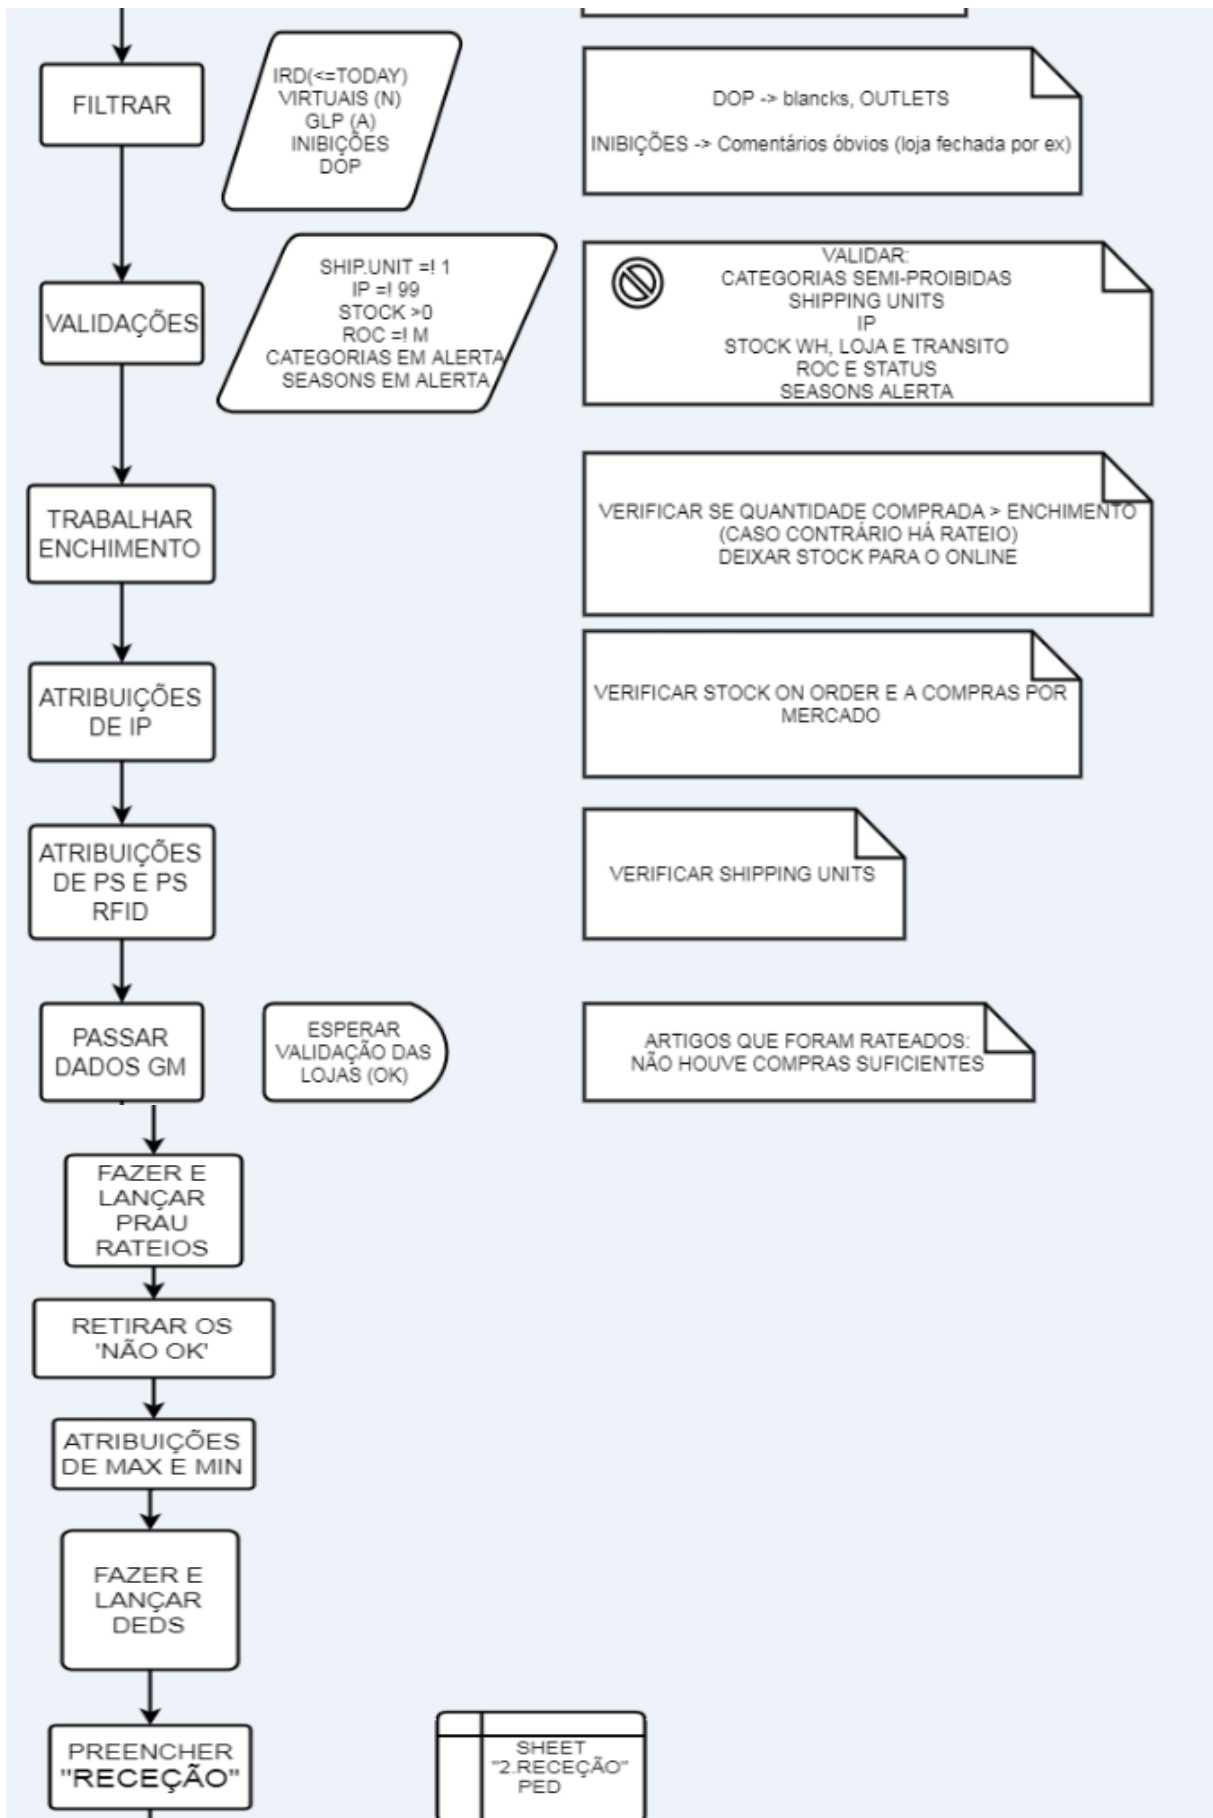 FILTRAR
IRD(<=TODAY)
VIRTUAIS (N)
GLP (A)
INIBIÇÕES
DOP
DOP -> blancks, OUTLETS
INIBIÇÕES -> Comentários óbvios (loja fechada por ex)
VALIDAÇÕES
SHIP.UNIT =! 1
IP =! 99
STOCK >0
ROC =! M
CATEGORIAS EM ALERTA
SEASONS EM ALERTA
VALIDAR:
CATEGORIAS SEMI-PROIBIDAS
SHIPPING UNITS
IP
STOCK WH, LOJA E TRANSITO
ROC E STATUS
SEASONS ALERTA
TRABALHAR
ENCHIMENTO
VERIFICAR SE QUANTIDADE COMPRADA > ENCHIMENTO
(CASO CONTRÁRIO HÁ RATEIO)
DEIXAR STOCK PARA O ONLINE
ATRIBUIÇÕES
DE IP
VERIFICAR STOCK ON ORDER E A COMPRAS POR
MERCADO
ATRIBUIÇÕES
DE PS E PS
RFID
VERIFICAR SHIPPING UNITS
PASSAR
DADOS GM
ESPERAR
VALIDAÇÃO DAS
LOJAS (OK)
ARTIGOS QUE FORAM RATEADOS:
NÃO HOUVE COMPRAS SUFICIENTES
FAZER E
LANÇAR
PRAU
RATEIOS
RETIRAR OS
'NÃO OK'
ATRIBUIÇÕES
DE MAX E MIN
FAZER E
LANÇAR
DEDS
PREENCHER
"RECEÇÃO"
SHEET
"2.RECEÇÃO"
PED